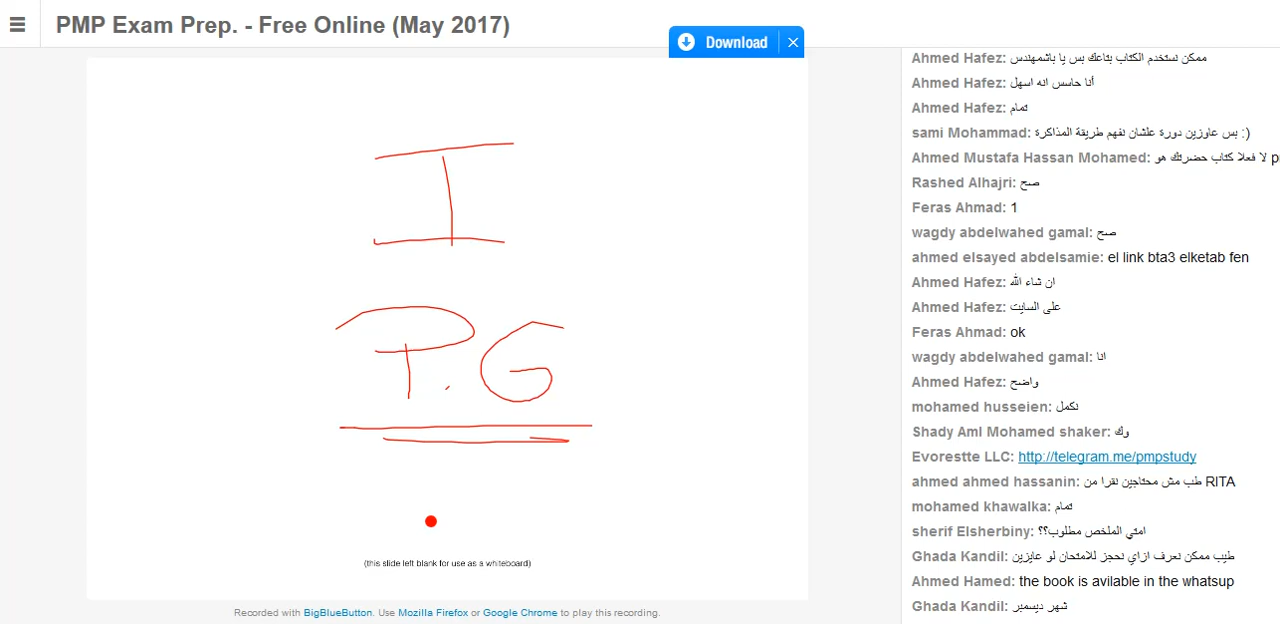 PMP Exam Prep. - Free Online (May 2017)
Download
I
P.G
(this slide left blank for use as a whiteboard)
Recorded with BigBlueButton. Use Mozilla Firefox or Google Chrome to play this recording.
Ahmed Hafez: ممكن نستخدم الكتاب بتاعك بس يا باشمهندس
Ahmed Hafez: أنا حاسس انه اسهل
Ahmed Hafez: تمام
sami Mohammad: بس عاوزين دورة علشان نفهم طريقة المذاكرة :)
Ahmed Mustafa Hassan Mohamed: لا فعلا كتاب حضرتك هو p
Rashed Alhajri: صح
Feras Ahmad: 1
wagdy abdelwahed gamal: صح
ahmed elsayed abdelsamie: el link bta3 elketab fen
Ahmed Hafez: ان شاء الله
Ahmed Hafez: على السايت
Feras Ahmad: ok
wagdy abdelwahed gamal: انا
Ahmed Hafez: واضح
mohamed husseien: نكمل
Shady Aml Mohamed shaker: وك
Evorestte LLC: http://telegram.me/pmpstudy
ahmed ahmed hassanin: طب مش محتاجين نقرا من RITA
mohamed khawalka: تمام
sherif Elsherbiny: امتي الملخص مطلوب؟؟
Ghada Kandil: طيب ممكن نعرف ازاي نحجز للامتحان لو عايزين
Ahmed Hamed: the book is avilable in the whatsup
Ghada Kandil: شهر ديسمبر